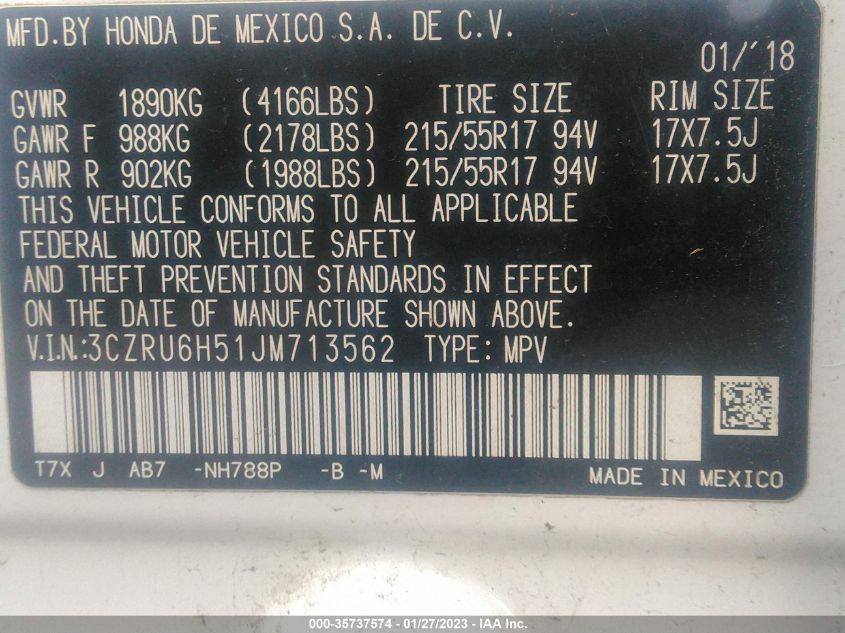 MFD.BY HONDA DE MEXICO S.A. DE C.V.
01/'18
GVWR 1890KG (4166LBS) TIRE SIZE RIM SIZE
GAWR F 988KG (2178LBS) 215/55R17 94V 17X7.5J
GAWR R 902KG (1988LBS) 215/55R17 94V 17X7.5J
THIS VEHICLE CONFORMS TO ALL APPLICABLE
FEDERAL MOTOR VEHICLE SAFETY
AND THEFT PREVENTION STANDARDS IN EFFECT
ON THE DATE OF MANUFACTURE SHOWN ABOVE.
V.I.N.:3CZRU6H51JM713562 TYPE: MPV
T7X J AB7 -NH788P -B -M MADE IN MEXICO
000-35737574 - 01/27/2023 - IAA Inc.